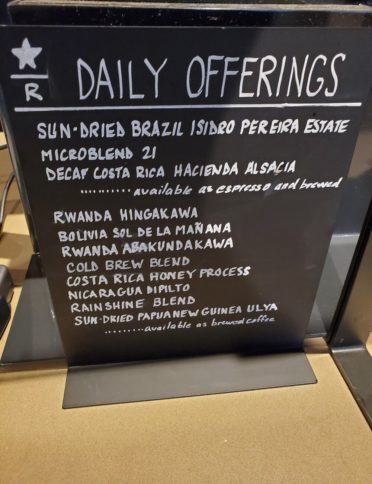 R
DAILY OFFERINGS
SUN-DRIED BRAZIL ISIDRO PEREIRA ESTATE
MICROBLEND 21
DECAF COSTA RICA HACIENDA ALSACIA
..........available as espresso and brewed
RWANDA HINGAKAWA
BOLIVIA SOL DE LA MAÑANA
RWANDA ABAKUNDAKAWA
COLD BREW BLEND
COSTA RICA HONEY PROCESS
NICARAGUA DIPILTO
RAINSHINE BLEND
SUN-DRIED PAPUA NEW GUINEA ULYA
.........available as brewed coffee